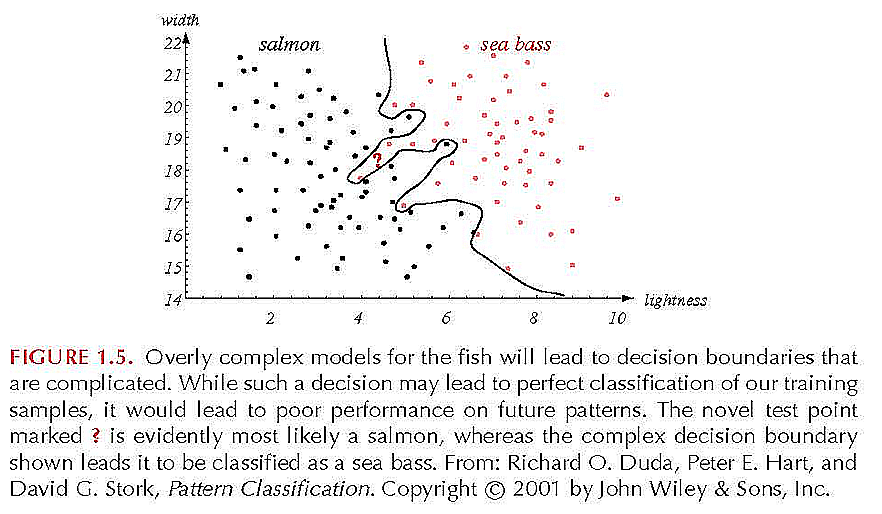 width
22
salmon
sea bass
21
20
19
18
?
17
16
15
14
lightness
2
4
6
8
10
FIGURE 1.5. Overly complex models for the fish will lead to decision boundaries that
are complicated. While such a decision may lead to perfect classification of our training
samples, it would lead to poor performance on future patterns. The novel test point
marked ? is evidently most likely a salmon, whereas the complex decision boundary
shown leads it to be classified as a sea bass. From: Richard O. Duda, Peter E. Hart, and
David G. Stork, Pattern Classification. Copyright © 2001 by John Wiley & Sons, Inc.